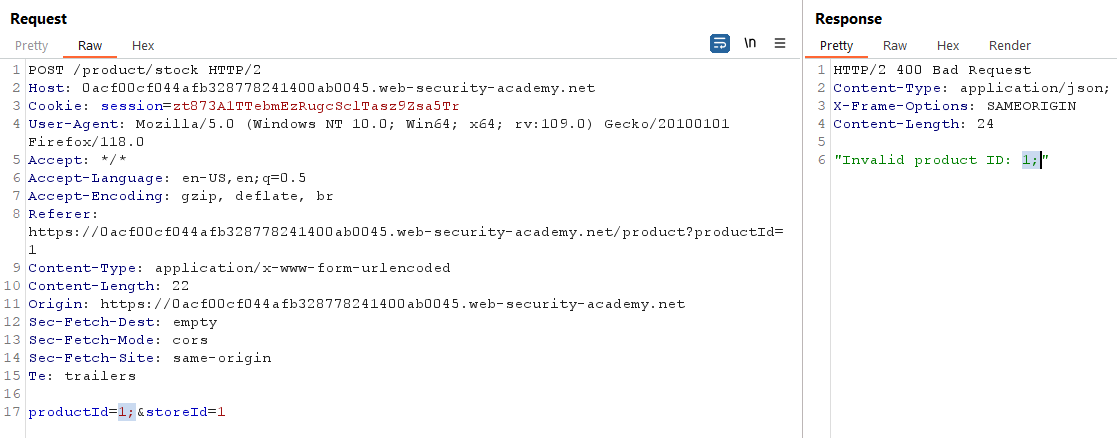 Request
Pretty Raw Hex
\n
1 POST /product/stock HTTP/2
2 Host: 0acf00cf044afb328778241400ab0045.web-security-academy.net
3 Cookie: session=zt873A1TTebmEzRugcSclTasz9Zsa5Tr
4 User-Agent: Mozilla/5.0 (Windows NT 10.0; Win64; x64; rv:109.0) Gecko/20100101
Firefox/118.0
5 Accept: */*
6 Accept-Language: en-US,en;q=0.5
7 Accept-Encoding: gzip, deflate, br
8 Referer:
https://0acf00cf044afb328778241400ab0045.web-security-academy.net/product?productId=
1
9 Content-Type: application/x-www-form-urlencoded
10 Content-Length: 22
11 Origin: https://0acf00cf044afb328778241400ab0045.web-security-academy.net
12 Sec-Fetch-Dest: empty
13 Sec-Fetch-Mode: cors
14 Sec-Fetch-Site: same-origin
15 Te: trailers
16
17 productId=1;&storeId=1
Response
Pretty Raw Hex Render
1 HTTP/2 400 Bad Request
2 Content-Type: application/json;
3 X-Frame-Options: SAMEORIGIN
4 Content-Length: 24
5
6 "Invalid product ID: 1;"